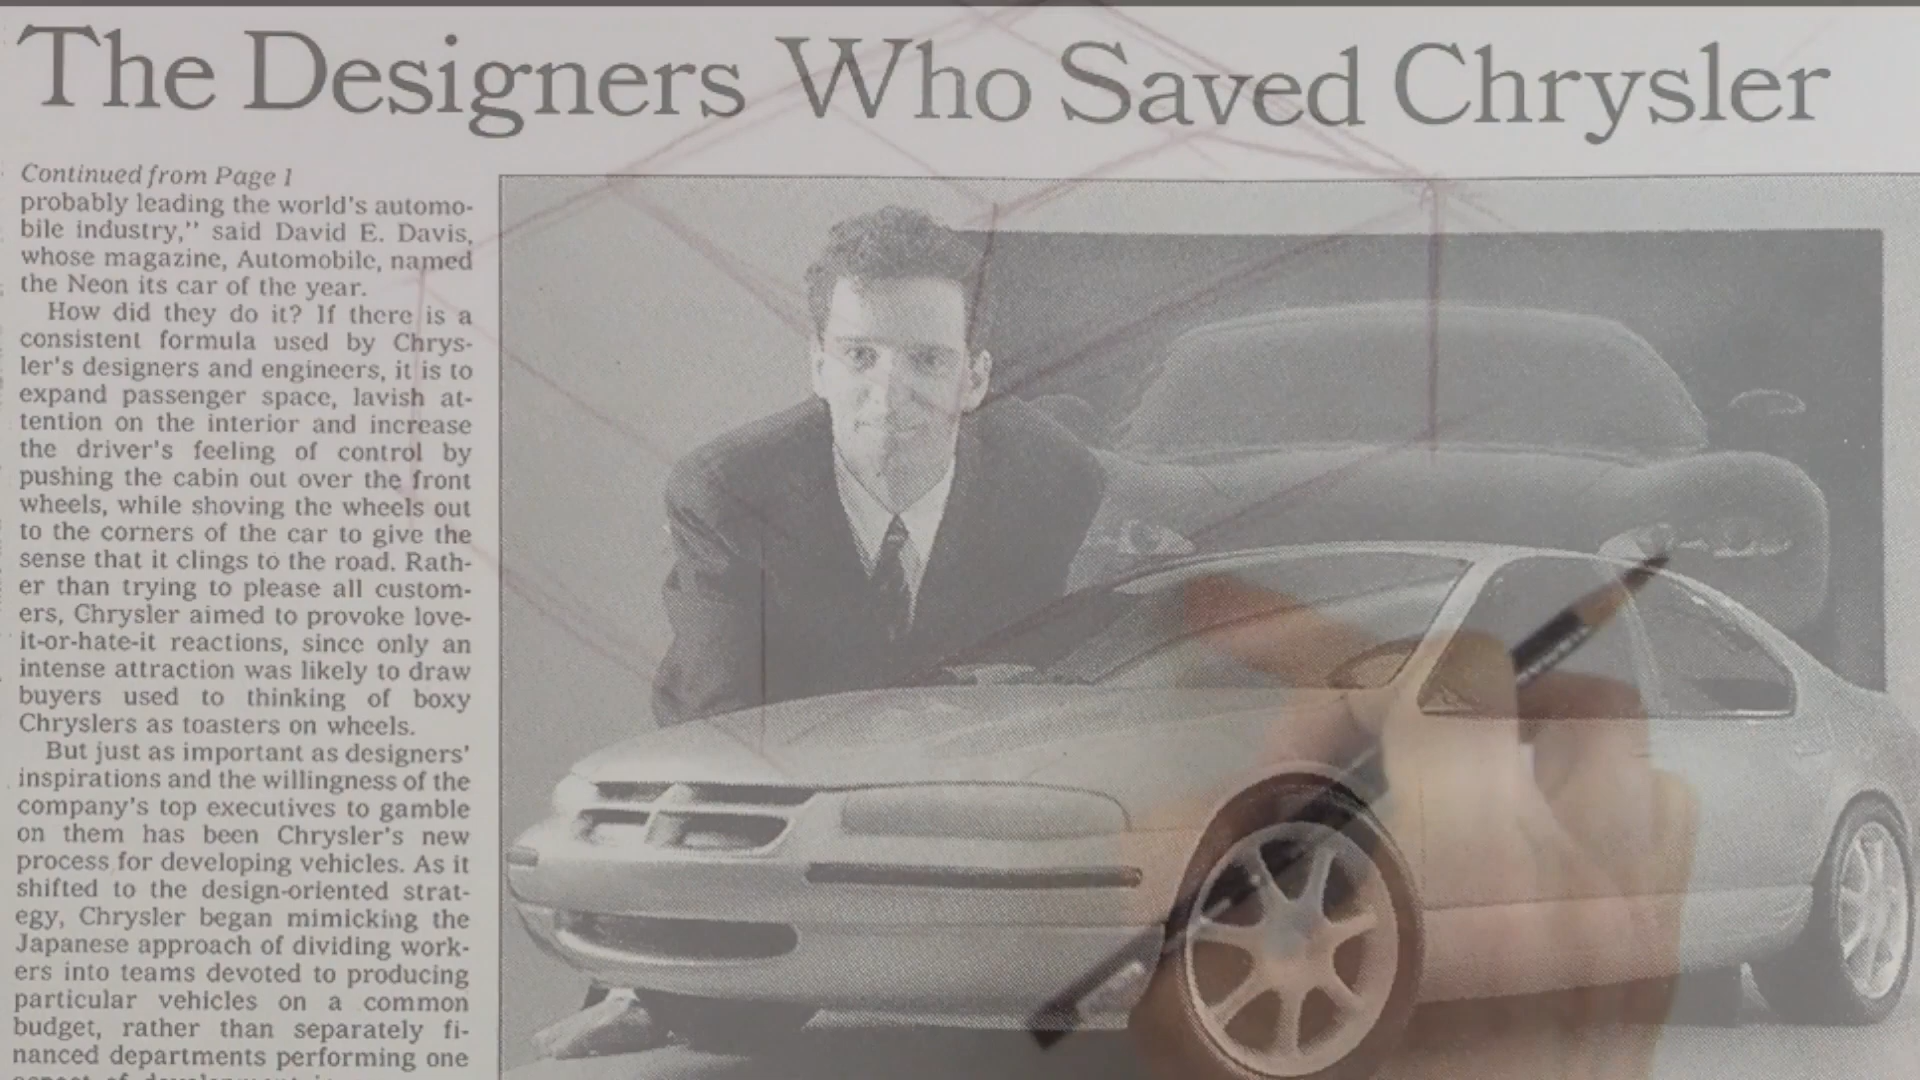 The Designers Who Saved Chrysler
Continued from Page 1
probably leading the world's automo-
bile industry,'' said David E. Davis,
whose magazine, Automobile, named
the Neon its car of the year.
How did they do it? If there is a
consistent formula used by Chrys-
ler's designers and engineers, it is to
expand passenger space, lavish at-
tention on the interior and increase
the driver's feeling of control by
pushing the cabin out over the front
wheels, while shoving the wheels out
to the corners of the car to give the
sense that it clings to the road. Rath-
er than trying to please all custom-
ers, Chrysler aimed to provoke love-
it-or-hate-it reactions, since only an
intense attraction was likely to draw
buyers used to thinking of boxy
Chryslers as toasters on wheels.
But just as important as designers'
inspirations and the willingness of the
company's top executives to gamble
on them has been Chrysler's new
process for developing vehicles. As it
shifted to the design-oriented strat-
egy, Chrysler began mimicking the
Japanese approach of dividing work-
ers into teams devoted to producing
particular vehicles on a common
budget, rather than separately fi-
nanced departments performing one